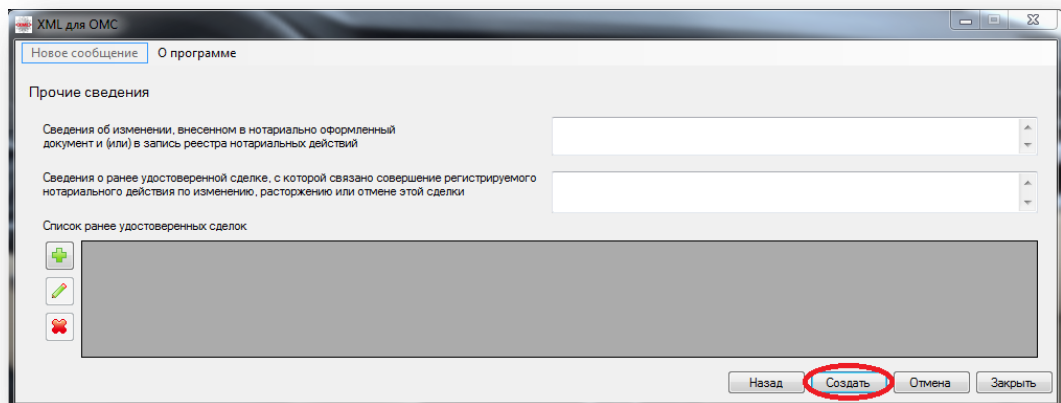 XML для ОМС
Новое сообщение О программе
Прочие сведения
Сведения об изменении, внесенном в нотариально оформленный
документ и (или) в запись реестра нотариальных действий
Сведения о ранее удостоверенной сделке, с которой связано совершение регистрируемого
нотариального действия по изменению, расторжению или отмене этой сделки
Список ранее удостоверенных сделок
Назад Создать Отмена Закрыть